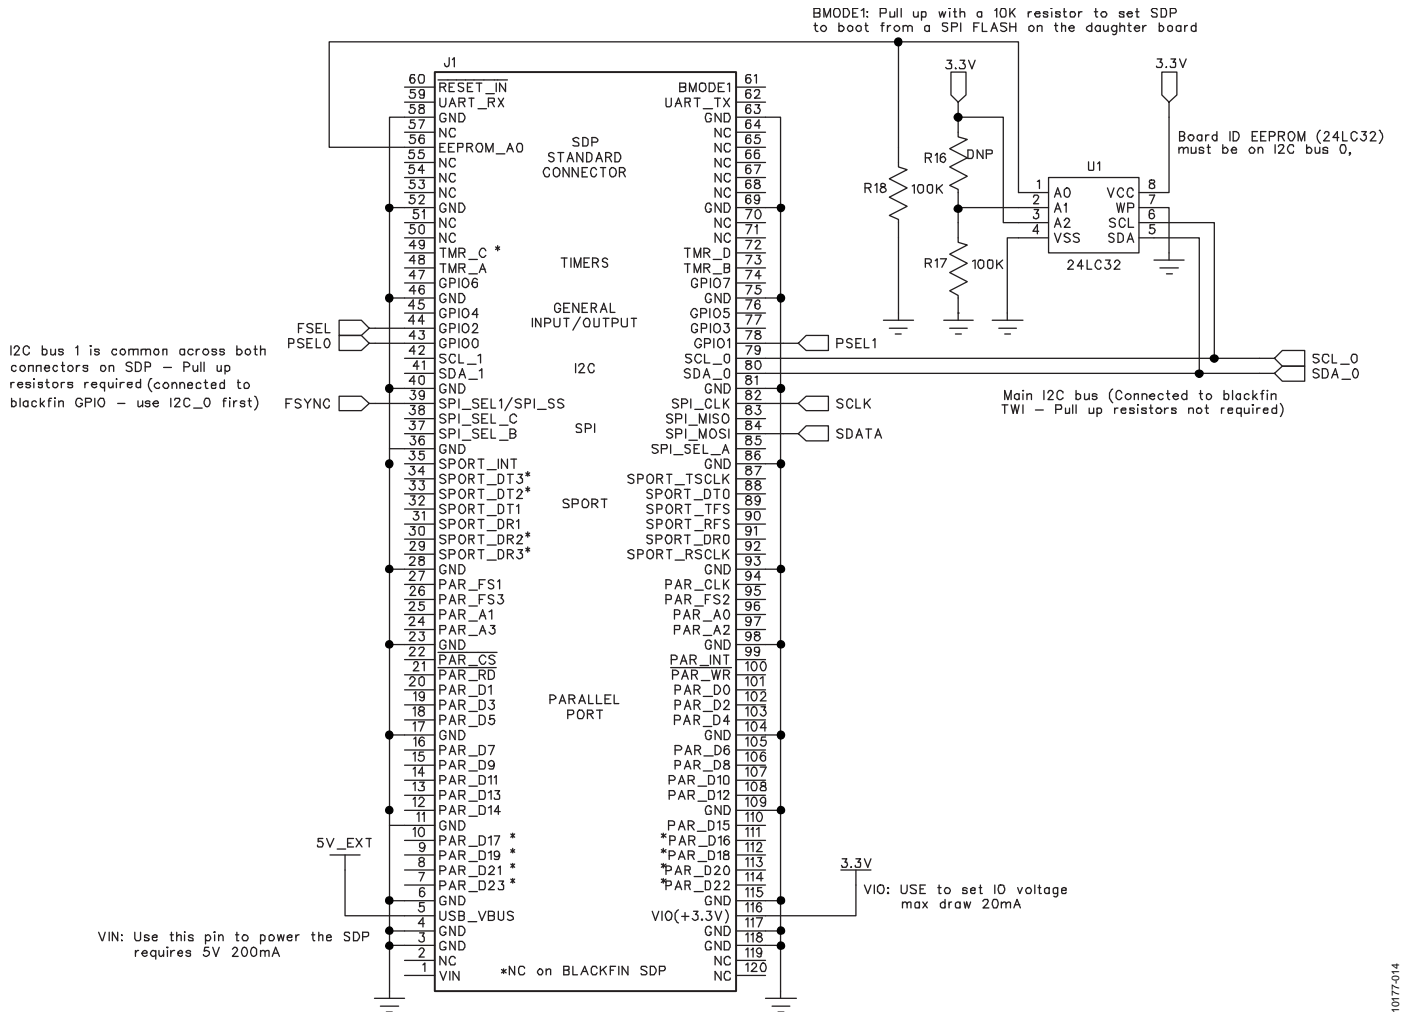 BMODE1: Pull up with a 10K resistor to set SDP
to boot from a SPI FLASH on the daughter board
J1
60 RESET_IN BMODE1 61
59 UART_RX UART_TX 62
58 GND GND 63
57 NC NC 64
56 EEPROM_A0 NC 65
55 NC NC 66
54 NC NC 67
53 NC NC 68
52 GND GND 69
51 NC NC 70
50 NC NC 71
49 TMR_C * TMR_D 72
48 TMR_A TMR_B 73
47 GPIO6 GPIO7 74
46 GND GND 75
45 GPIO4 GPIO5 76
44 GPIO2 GPIO3 77
43 GPIO0 GPIO1 78
42 SCL_1 SCL_0 79
41 SDA_1 SDA_0 80
40 GND GND 81
39 SPI_SEL1/SPI_SS SPI_CLK 82
38 SPI_SEL_C SPI_MISO 83
37 SPI_SEL_B SPI_MOSI 84
36 GND SPI_SEL_A 85
35 SPORT_INT GND 86
34 SPORT_DT3* SPORT_TSCLK 87
33 SPORT_DT2* SPORT_DT0 88
32 SPORT_DT1 SPORT_TFS 89
31 SPORT_DR1 SPORT_RFS 90
30 SPORT_DR2* SPORT_DR0 91
29 SPORT_DR3* SPORT_RSCLK 92
28 GND GND 93
27 PAR_FS1 PAR_CLK 94
26 PAR_FS3 PAR_FS2 95
25 PAR_A1 PAR_A0 96
24 PAR_A3 PAR_A2 97
23 GND GND 98
22 PAR_CS PAR_INT 99
21 PAR_RD PAR_WR 100
20 PAR_D1 PAR_D0 101
19 PAR_D3 PAR_D2 102
18 PAR_D5 PAR_D4 103
17 GND GND 104
16 PAR_D7 PAR_D6 105
15 PAR_D9 PAR_D8 106
14 PAR_D11 PAR_D10 107
13 PAR_D13 PAR_D12 108
12 PAR_D14 GND 109
11 GND PAR_D15 110
10 PAR_D17 * *PAR_D16 111
9 PAR_D19 * *PAR_D18 112
8 PAR_D21 * *PAR_D20 113
7 PAR_D23 * *PAR_D22 114
6 GND GND 115
5 USB_VBUS VIO(+3.3V) 116
4 GND GND 117
3 GND GND 118
2 NC NC 119
1 VIN NC 120
SDP
STANDARD
CONNECTOR
TIMERS
GENERAL
INPUT/OUTPUT
I2C
SPI
SPORT
PARALLEL
PORT
*NC on BLACKFIN SDP
FSEL
PSEL0
I2C bus 1 is common across both
connectors on SDP – Pull up
resistors required (connected to
blackfin GPIO – use I2C_0 first)
FSYNC
5V_EXT
VIN: Use this pin to power the SDP
requires 5V 200mA
3.3V
3.3V
Board ID EEPROM (24LC32)
must be on I2C bus 0,
R16 DNP
R18 100K
R17 100K
U1
1 A0 VCC 8
2 A1 WP 7
3 A2 SCL 6
4 VSS SDA 5
24LC32
PSEL1
SCL_0
SDA_0
Main I2C bus (Connected to blackfin
TWI – Pull up resistors not required)
SCLK
SDATA
3.3V
VIO: USE to set IO voltage
max draw 20mA
10177-014